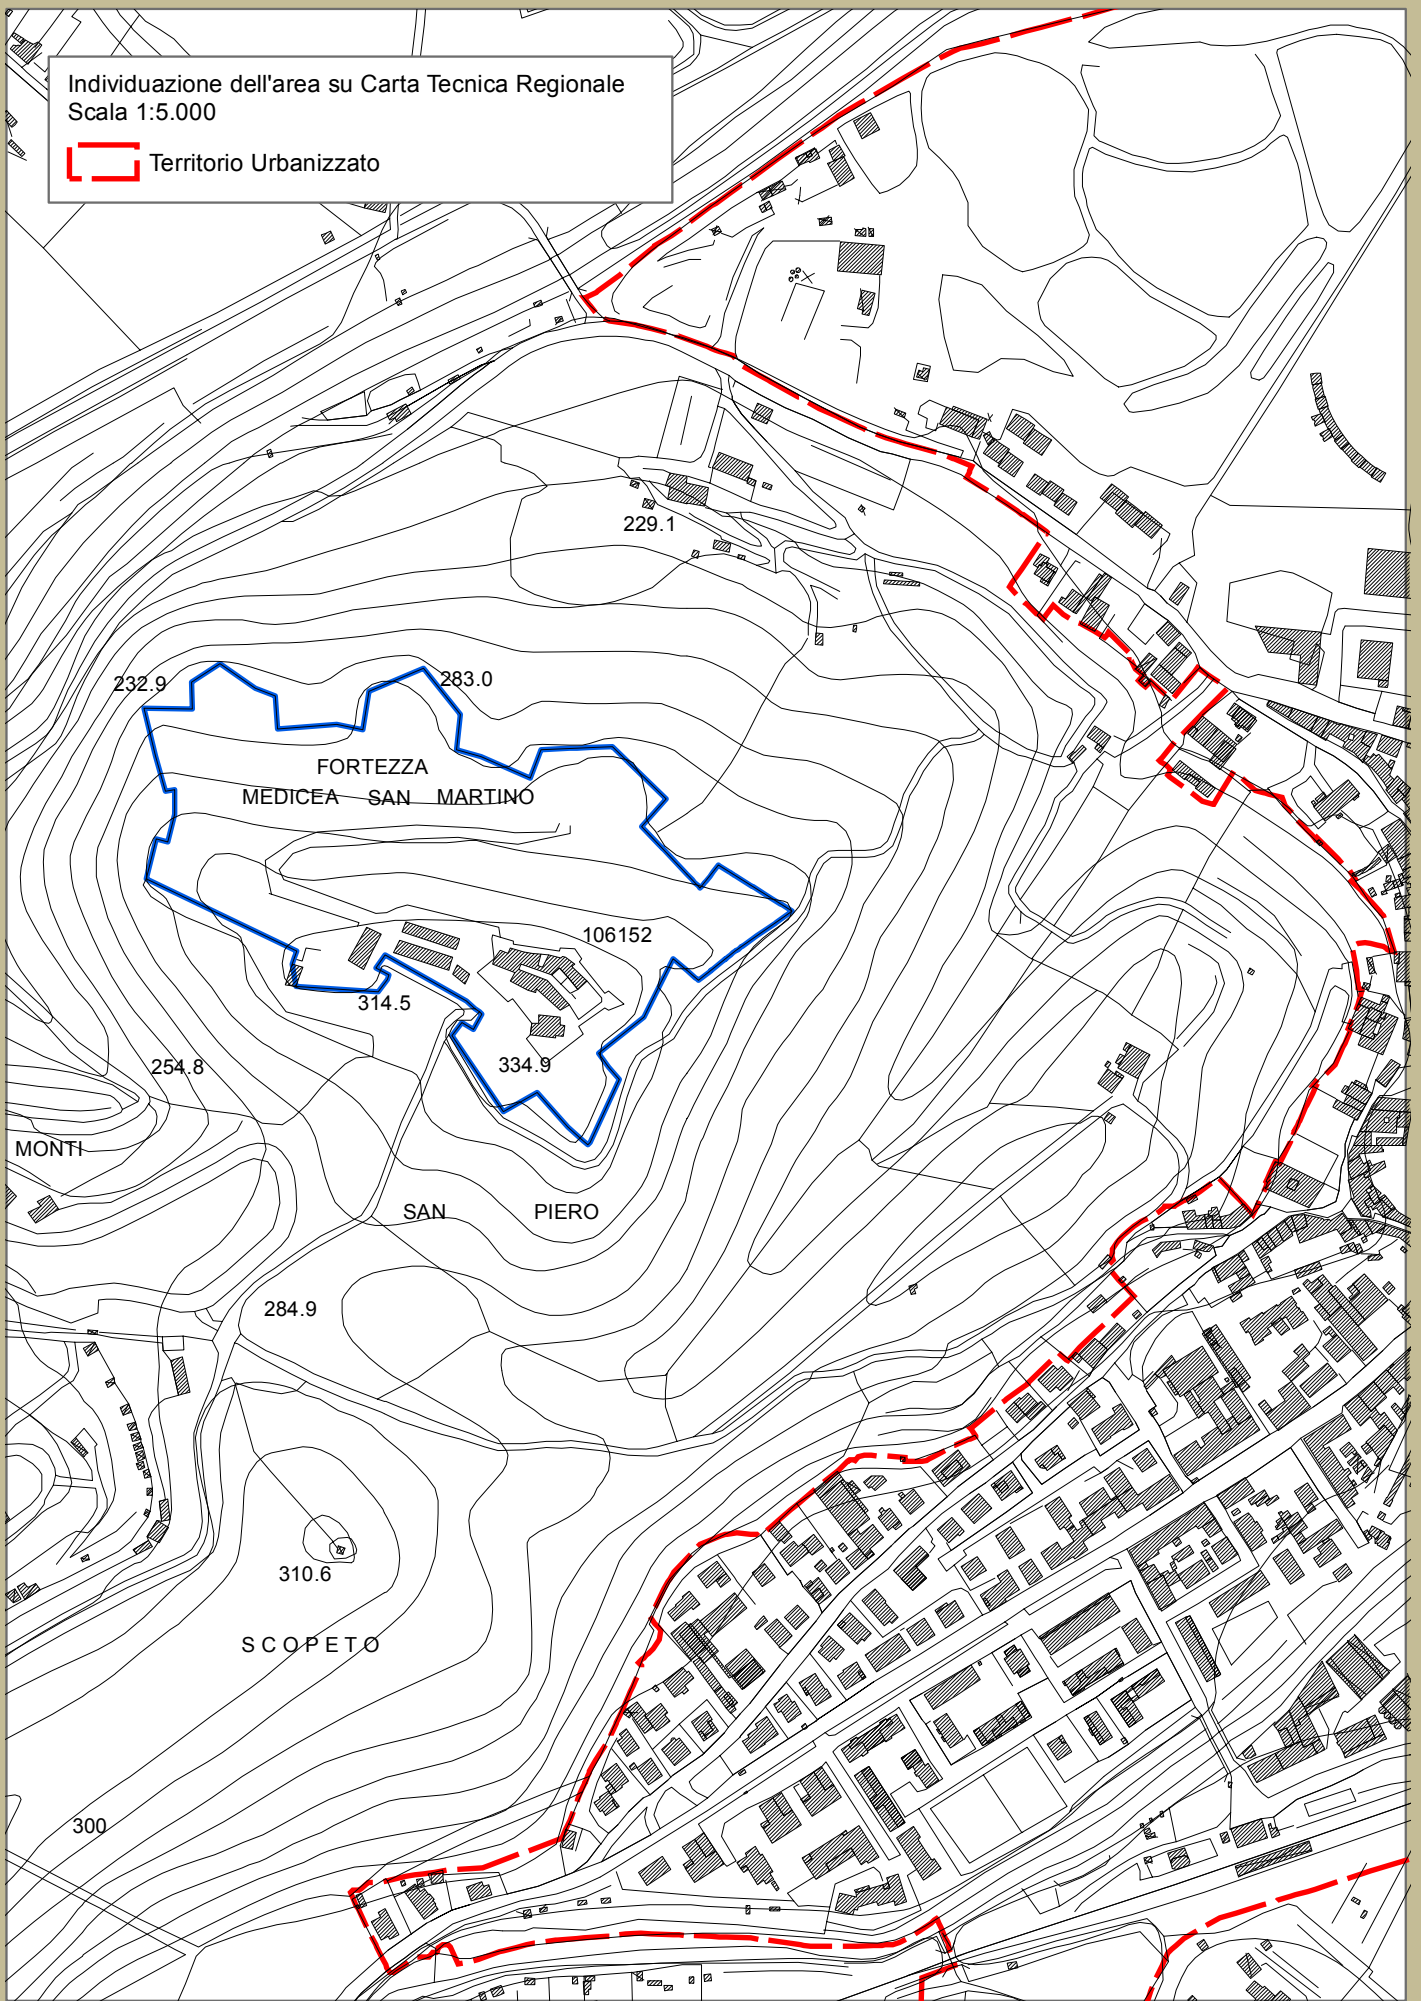 Individuazione dell'area su Carta Tecnica Regionale
Scala 1:5.000
Territorio Urbanizzato
229.1
232.9
283.0
FORTEZZA
MEDICEA SAN MARTINO
106152
314.5
334.9
254.8
MONTI
SAN PIERO
284.9
310.6
SCOPETO
300